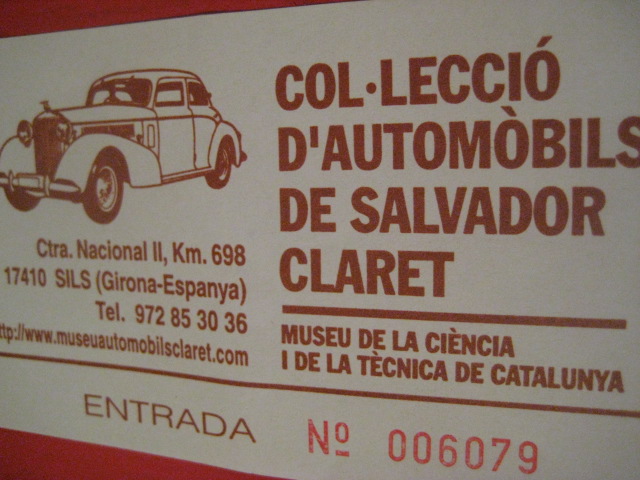 COL·LECCIÓ
D'AUTOMÒBILS
DE SALVADOR
CLARET
Ctra. Nacional II, Km. 698
17410 SILS (Girona-Espanya)
Tel. 972 85 30 36
http://www.museuautomobilsclaret.com
MUSEU DE LA CIÈNCIA
I DE LA TÈCNICA DE CATALUNYA
ENTRADA
Nº 006079